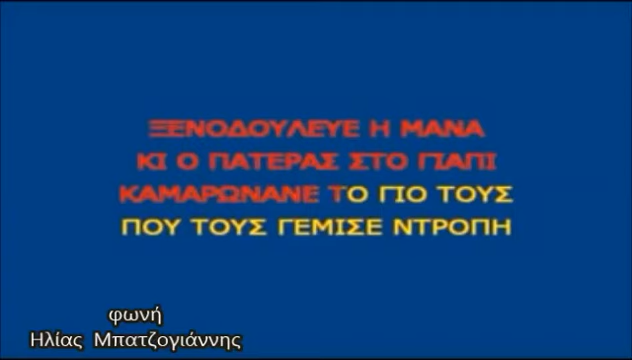 ΞΕΝΟΔΟΥΛΕΥΕ Η ΜΑΝΑ
ΚΙ Ο ΠΑΤΕΡΑΣ ΣΤΟ ΓΙΑΠΙ
ΚΑΜΑΡΩΝΑΝΕ ΤΟ ΓΙΟ ΤΟΥΣ
ΠΟΥ ΤΟΥΣ ΓΕΜΙΣΕ ΝΤΡΟΠΗ
φωνή
Ηλίας Μπατζογιάννης